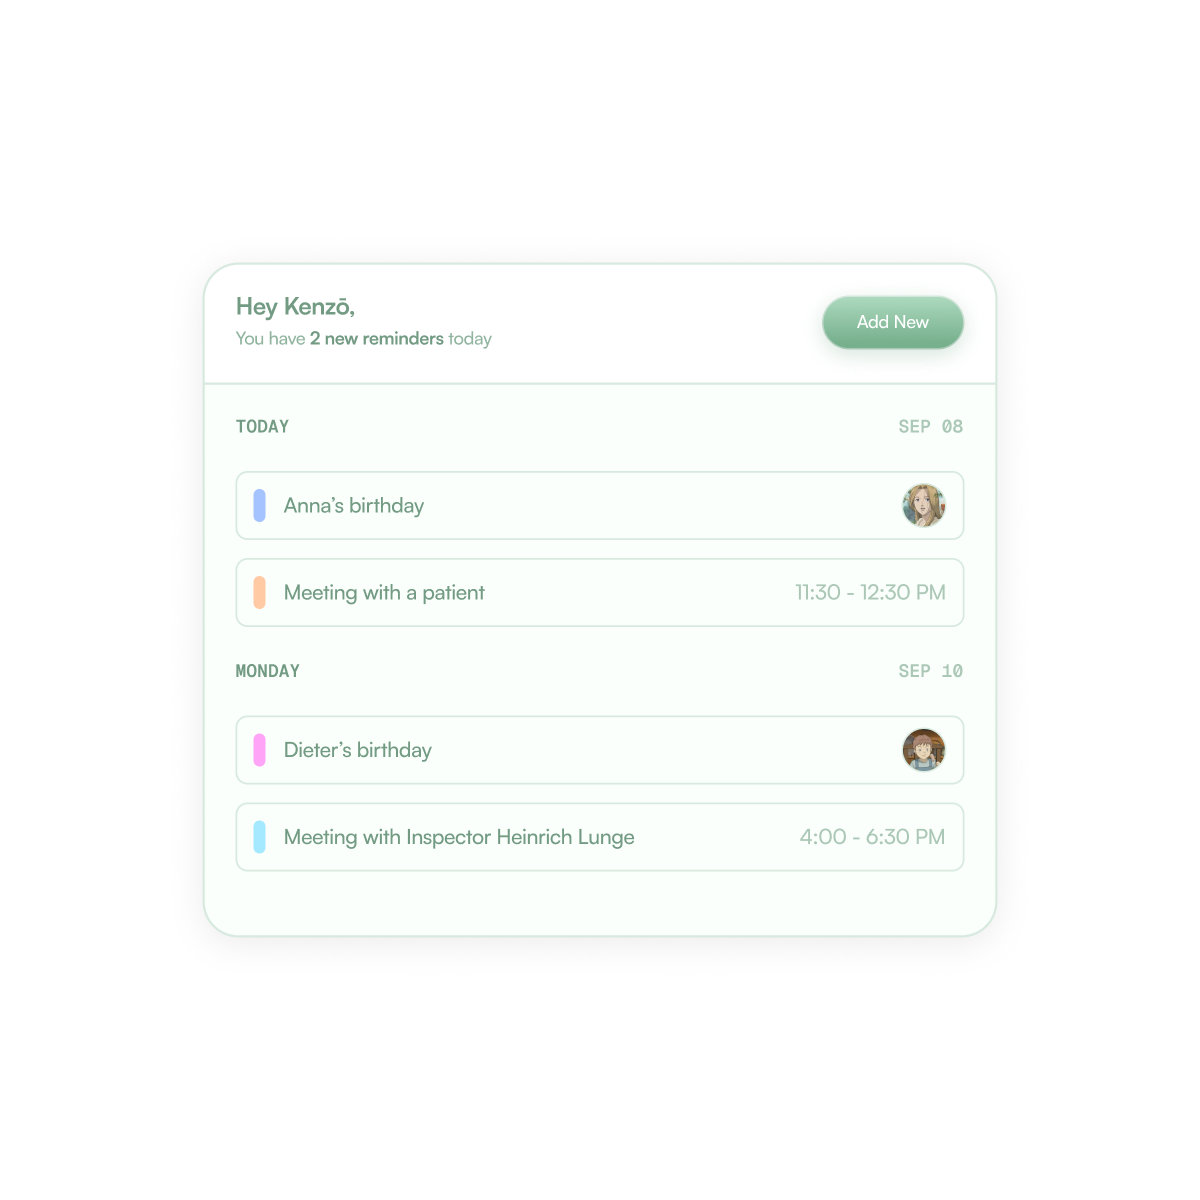 Hey Kenzō,
You have 2 new reminders today
Add New
TODAY
SEP 08
Anna’s birthday
Meeting with a patient
11:30 - 12:30 PM
MONDAY
SEP 10
Dieter’s birthday
Meeting with Inspector Heinrich Lunge
4:00 - 6:30 PM